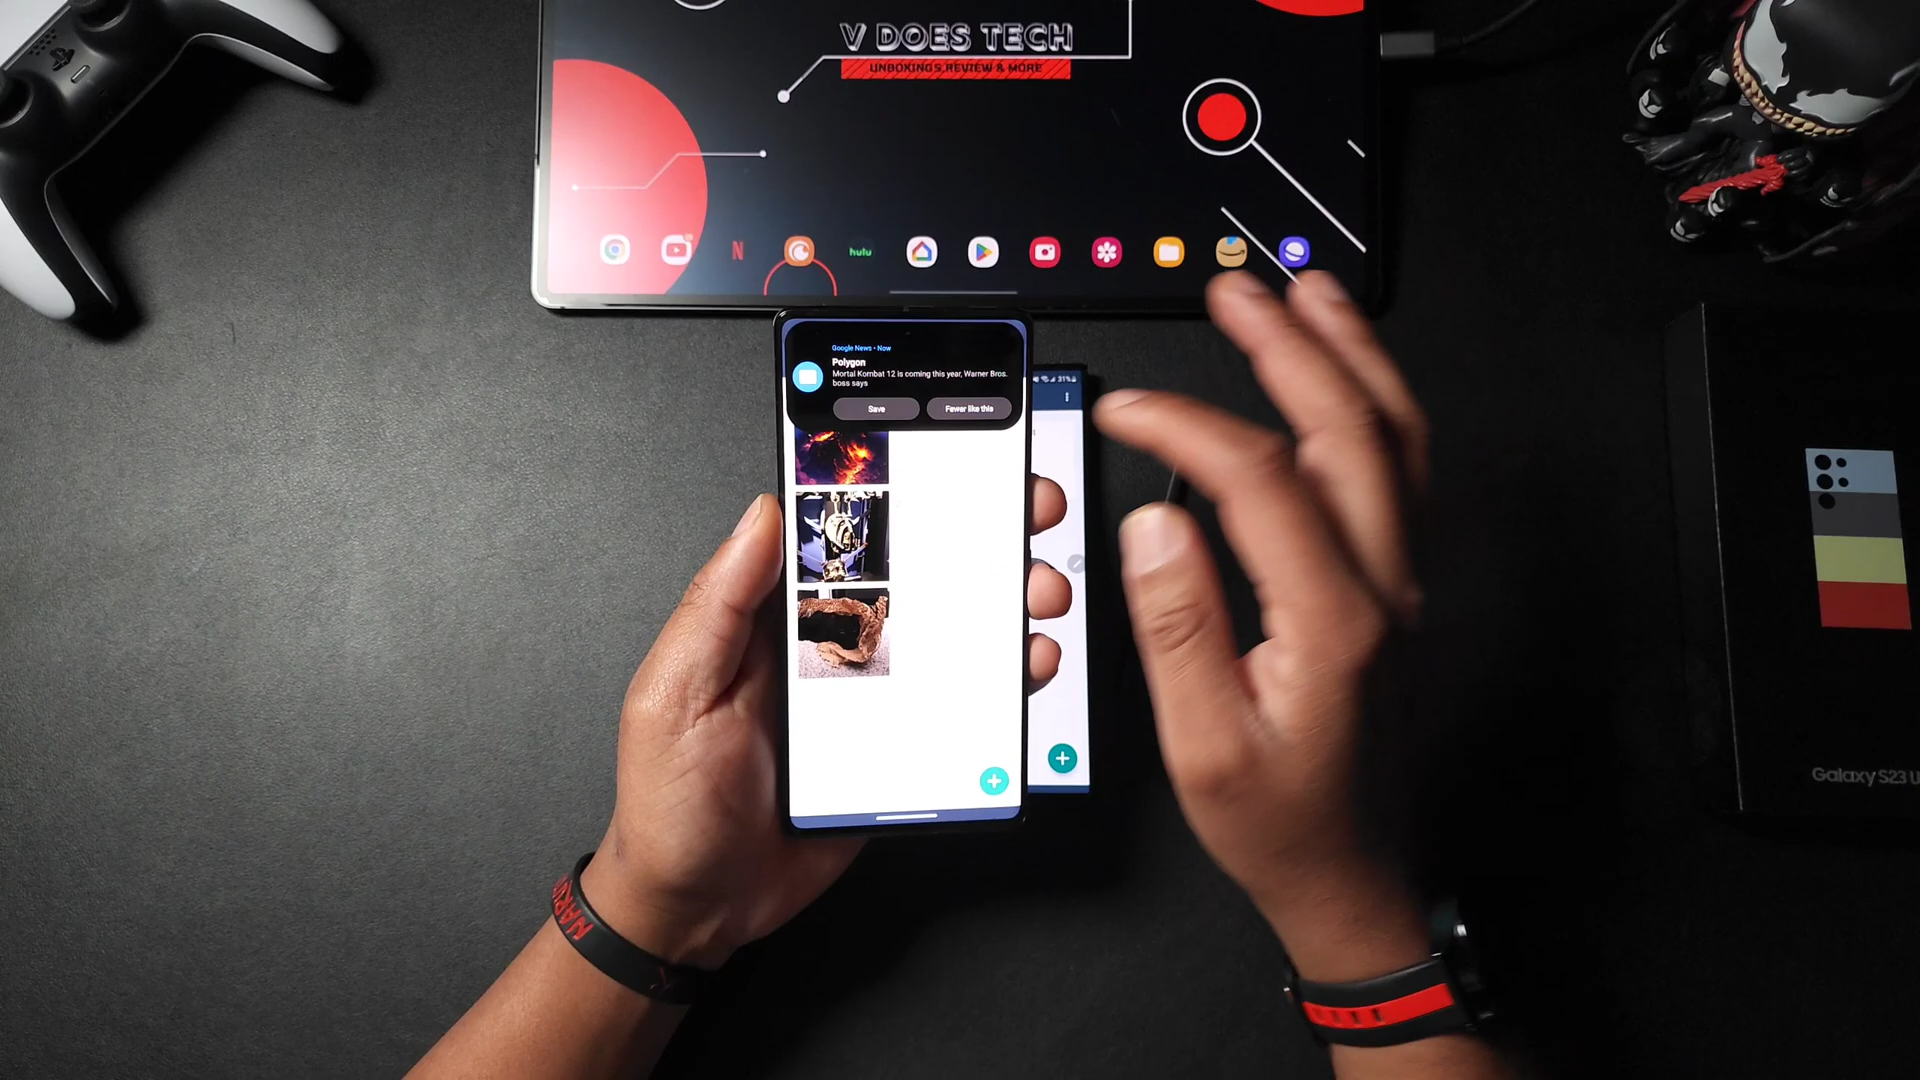 V DOES TECH
UNBOXINGS, REVIEW & MORE
N
hulu
Google News • Now
Polygon
Mortal Kombat 12 is coming this year, Warner Bros.
boss says
Save
Fewer like this
31%
Galaxy S23 U